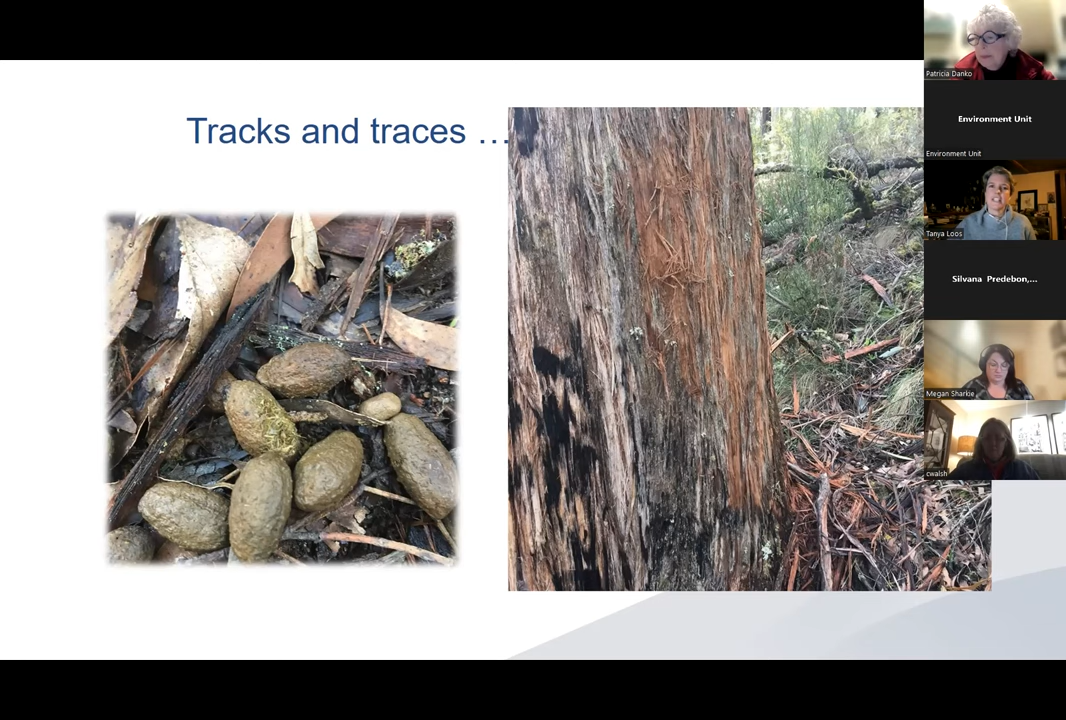 Tracks and traces …
Patricia Danko
Environment Unit
Environment Unit
Tanya Loos
Silvana Predebon,...
Megan Sharkie
cwalsh